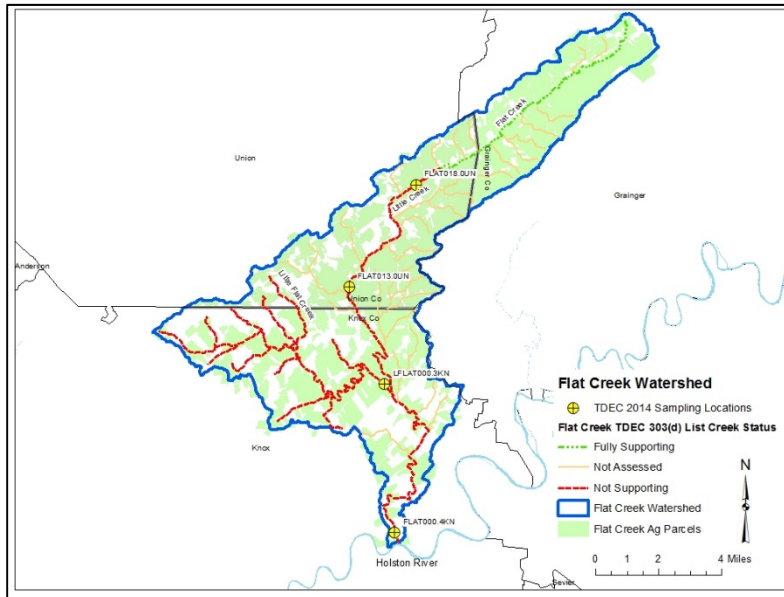 Union
Flat Creek
Grainger Co
FLAT018.0UN
Little Creek
Grainger
Anderson
FLAT013.0UN
Little Flat Creek
Union Co
Knox Co
LFLAT000.3KN
Knox
FLAT000.4KN
Holston River
Sevier
Flat Creek Watershed
TDEC 2014 Sampling Locations
Flat Creek TDEC 303(d) List Creek Status
Fully Supporting
Not Assessed
Not Supporting
Flat Creek Watershed
Flat Creek Ag Parcels
N
0 1 2 4 Miles